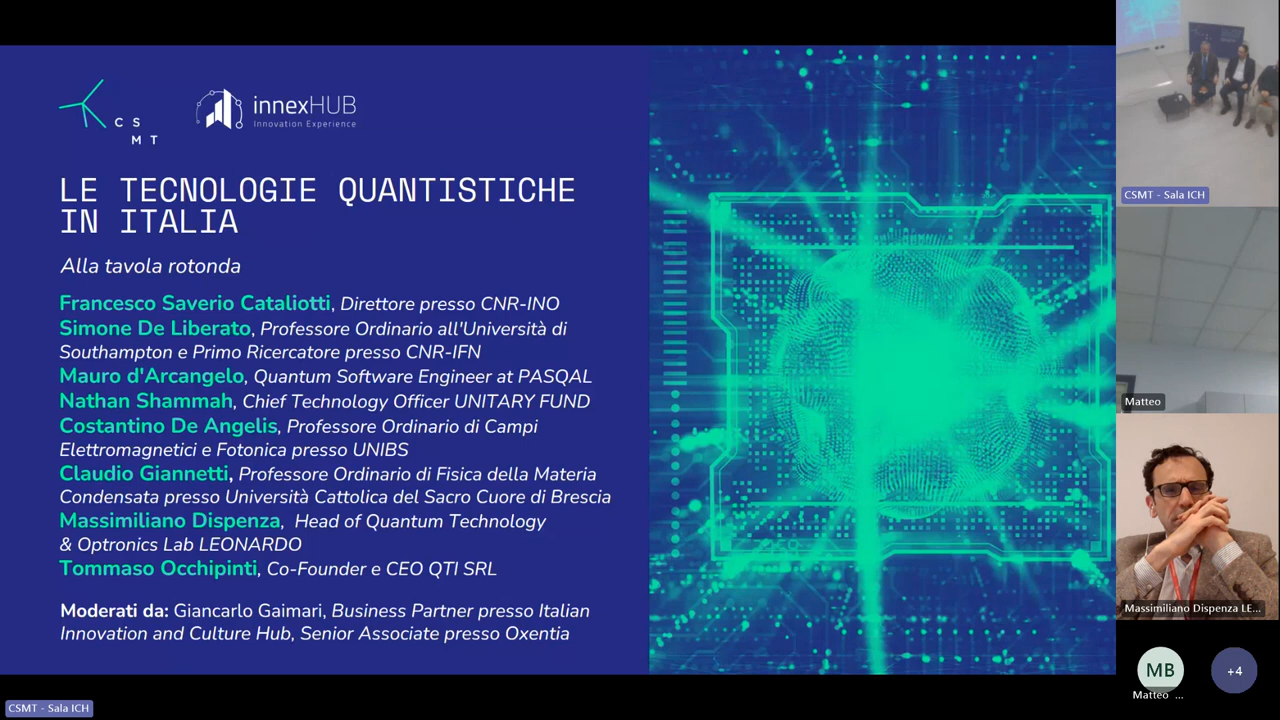 C S
M T
innexHUB
Innovation Experience
LE TECNOLOGIE QUANTISTICHE
IN ITALIA
Alla tavola rotonda
Francesco Saverio Cataliotti, Direttore presso CNR-INO
Simone De Liberato, Professore Ordinario all'Università di
Southampton e Primo Ricercatore presso CNR-IFN
Mauro d'Arcangelo, Quantum Software Engineer at PASQAL
Nathan Shammah, Chief Technology Officer UNITARY FUND
Costantino De Angelis, Professore Ordinario di Campi
Elettromagnetici e Fotonica presso UNIBS
Claudio Giannetti, Professore Ordinario di Fisica della Materia
Condensata presso Università Cattolica del Sacro Cuore di Brescia
Massimiliano Dispenza, Head of Quantum Technology
& Optronics Lab LEONARDO
Tommaso Occhipinti, Co-Founder e CEO QTI SRL
Moderati da: Giancarlo Gaimari, Business Partner presso Italian
Innovation and Culture Hub, Senior Associate presso Oxentia
CSMT - Sala ICH
CSMT - Sala ICH
Matteo
Massimiliano Dispenza LE...
MB
Matteo ...
+4